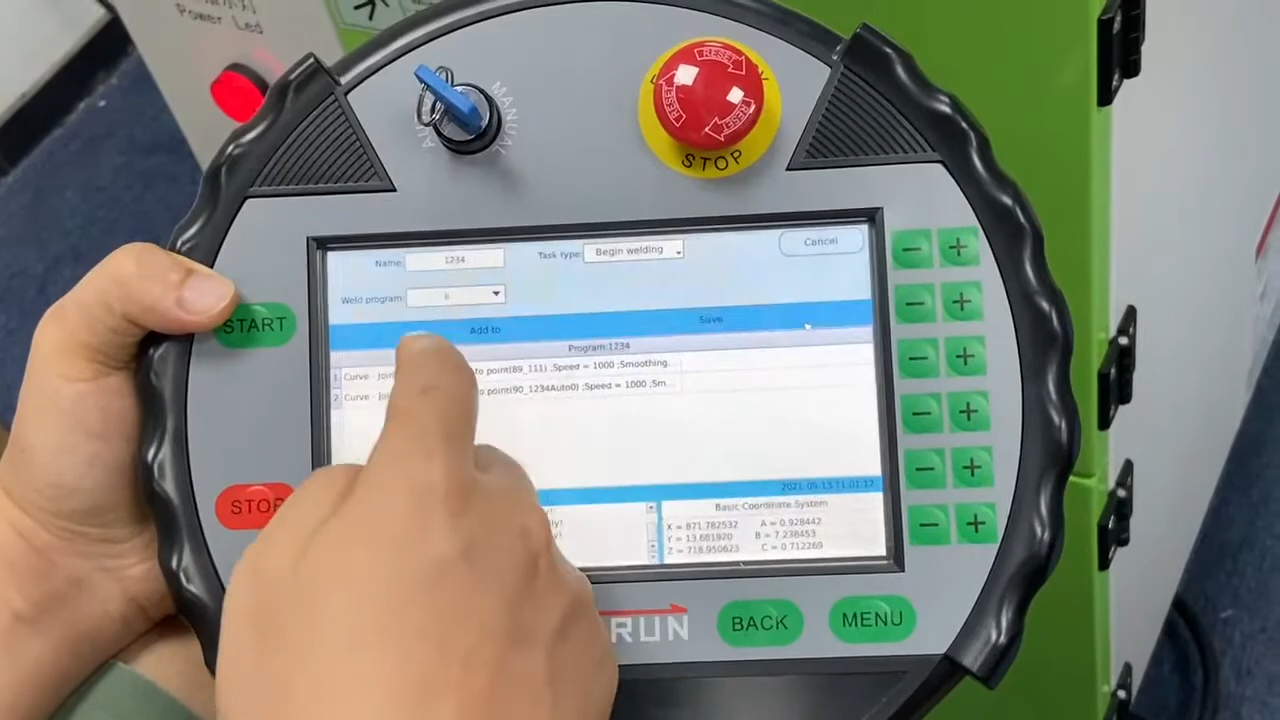 Power Led
MANUAL
RESET
RESET
RESET
STOP
Name:
1234
Task type:
Begin welding
Cancel
Weld program
Add to
Save
Program:1234
1 Curve - Join to point(89_111) ;Speed = 1000 ;Smoothing.
2 Curve - Jo to point(90_1234Auto0) ;Speed = 1000 ;Sm...
START
STOP
2021-09-13 11:01:12
Basic Coordinate System
X = 871.782532 A = 0.928442
Y = 13.681920 B = 7.238453
Z = 718.950623 C = 0.712269
RUN
BACK
MENU